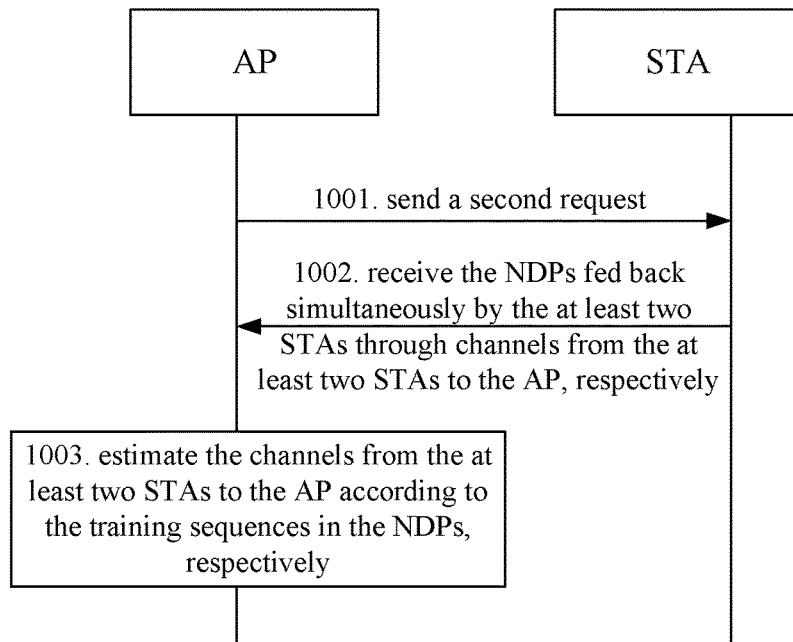 AP
STA
1001. send a second request
1002. receive the NDPs fed back
simultaneously by the at least two
STAs through channels from the at
least two STAs to the AP, respectively
1003. estimate the channels from the at
least two STAs to the AP according to
the training sequences in the NDPs,
respectively